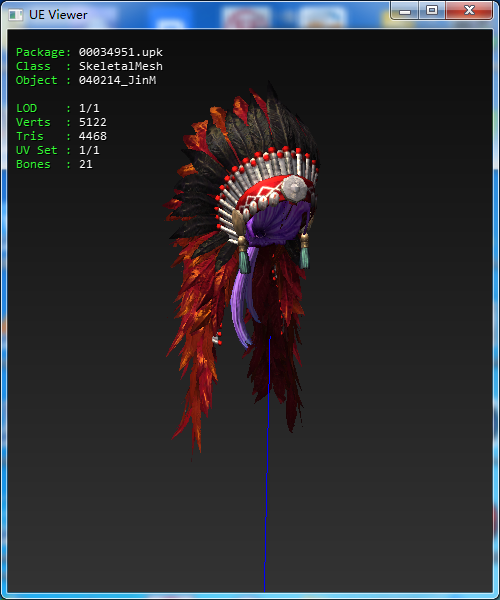 UE Viewer
Package: 00034951.upk
Class : SkeletalMesh
Object : 040214_JinM
LOD : 1/1
Verts : 5122
Tris : 4468
UV Set : 1/1
Bones : 21